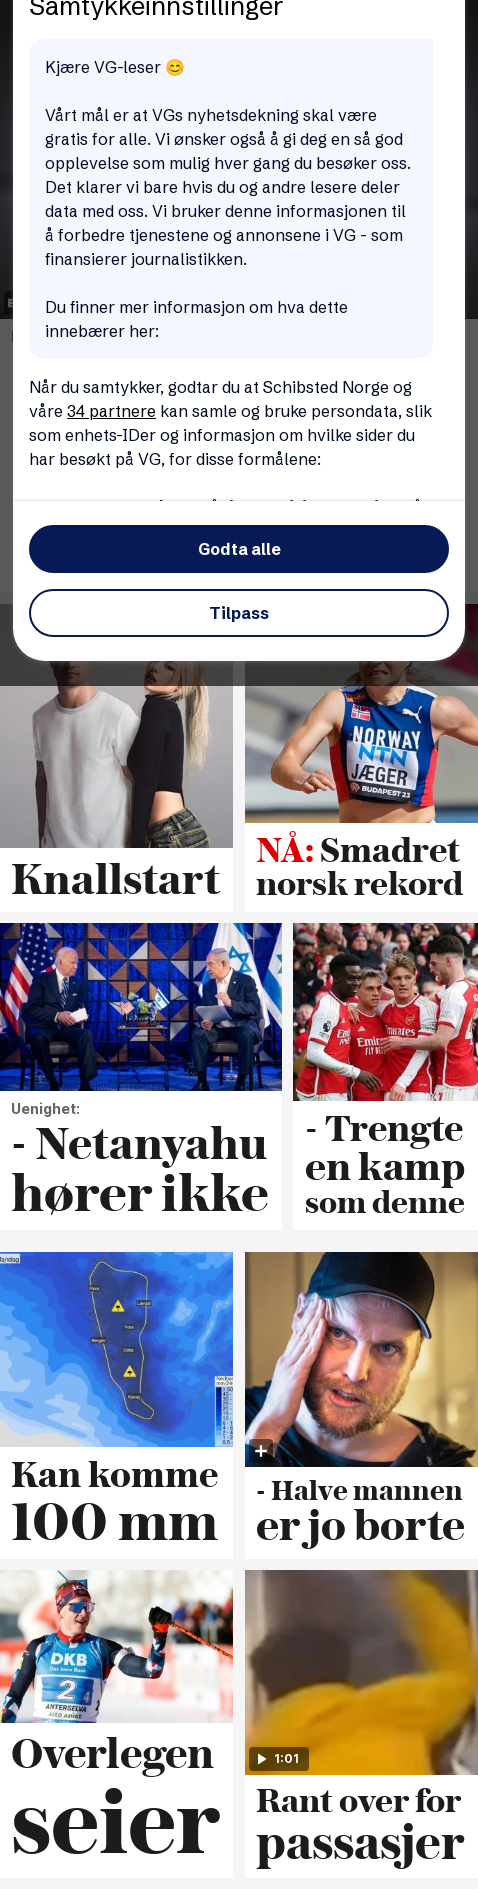 Samtykkeinnstillinger
Kjære VG-leser 😊
Vårt mål er at VGs nyhetsdekning skal være
gratis for alle. Vi ønsker også å gi deg en så god
opplevelse som mulig hver gang du besøker oss.
Det klarer vi bare hvis du og andre lesere deler
data med oss. Vi bruker denne informasjonen til
å forbedre tjenestene og annonsene i VG - som
finansierer journalistikken.
Du finner mer informasjon om hva dette
innebærer her:
Når du samtykker, godtar du at Schibsted Norge og
våre 34 partnere kan samle og bruke persondata, slik
som enhets-IDer og informasjon om hvilke sider du
har besøkt på VG, for disse formålene:
Godta alle
Tilpass
NORWAY
NTN
JÆGER
BUDAPEST 23
Knallstart
NÅ: Smadret
norsk rekord
Uenighet:
- Netanyahu
hører ikke
- Trengte
en kamp
som denne
Kan komme
100 mm
- Halve mannen
er jo borte
DKB
Das kann Bank
2
ANTERSELVA
Overlegen
seier
1:01
Rant over for
passasjer